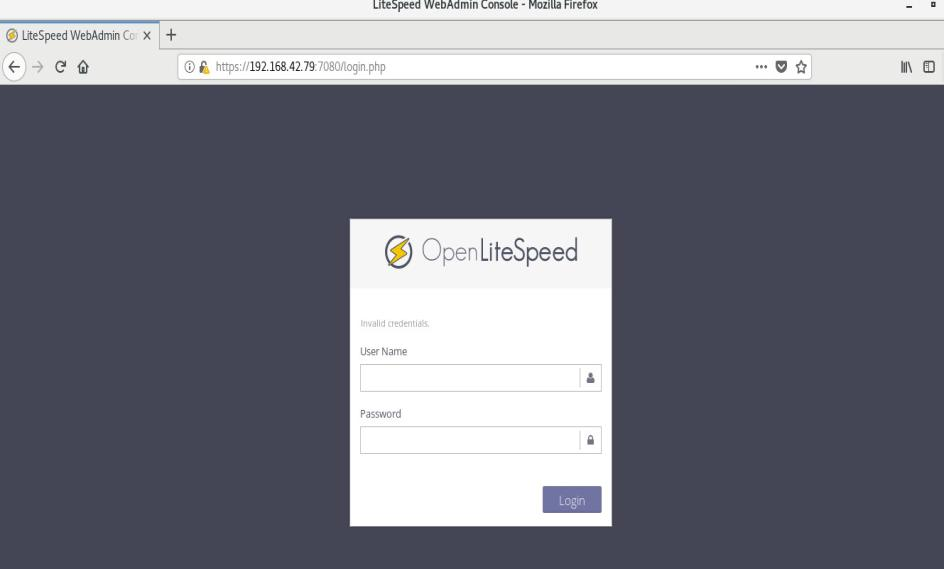 LiteSpeed WebAdmin Console - Mozilla Firefox
LiteSpeed WebAdmin Co
https://192.168.42.79:7080/login.php
OpenLiteSpeed
Invalid credentials.
User Name
Password
Login